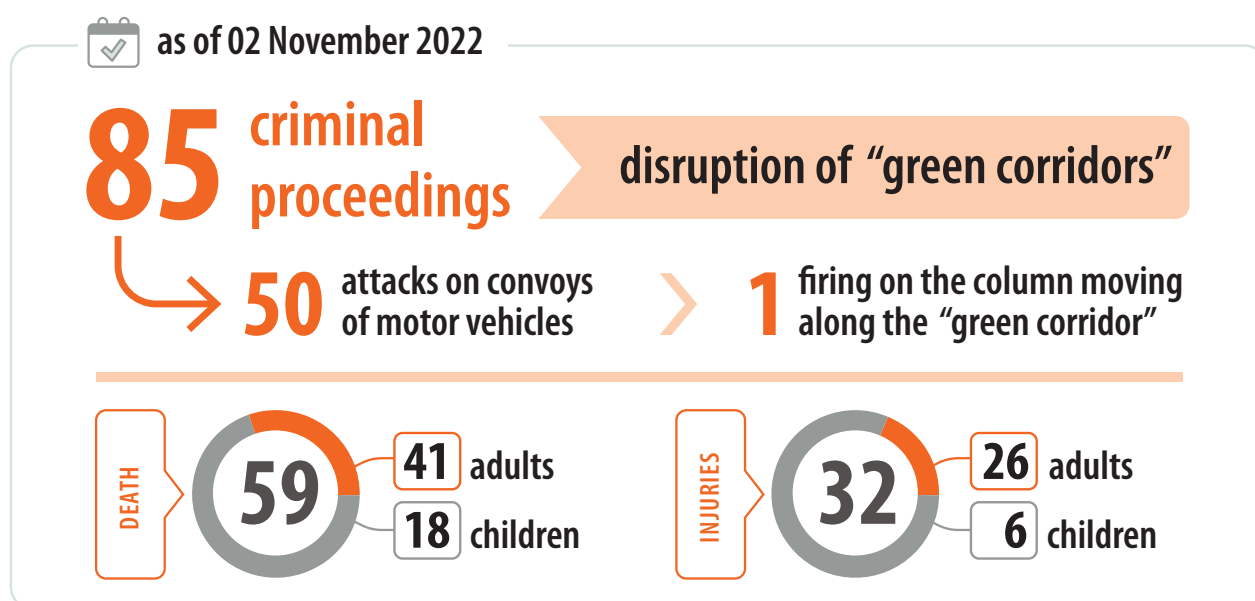 as of 02 November 2022
85 criminal
proceedings
disruption of “green corridors”
50 attacks on convoys
of motor vehicles
1 firing on the column moving
along the “green corridor”
DEATH
59
41 adults
18 children
INJURIES
32
26 adults
6 children